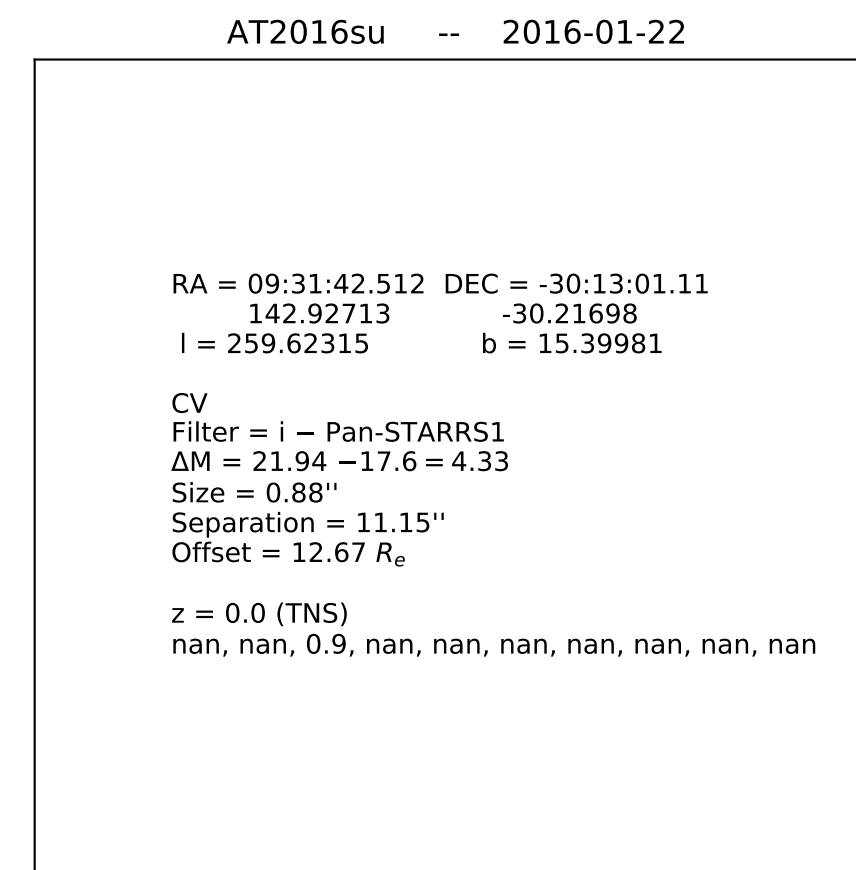 AT2016su -- 2016-01-22
RA = 09:31:42.512 DEC = -30:13:01.11
142.92713 -30.21698
l = 259.62315 b = 15.39981
CV
Filter = i − Pan-STARRS1
ΔM = 21.94 −17.6 = 4.33
Size = 0.88''
Separation = 11.15''
Offset = 12.67 Re
z = 0.0 (TNS)
nan, nan, 0.9, nan, nan, nan, nan, nan, nan, nan